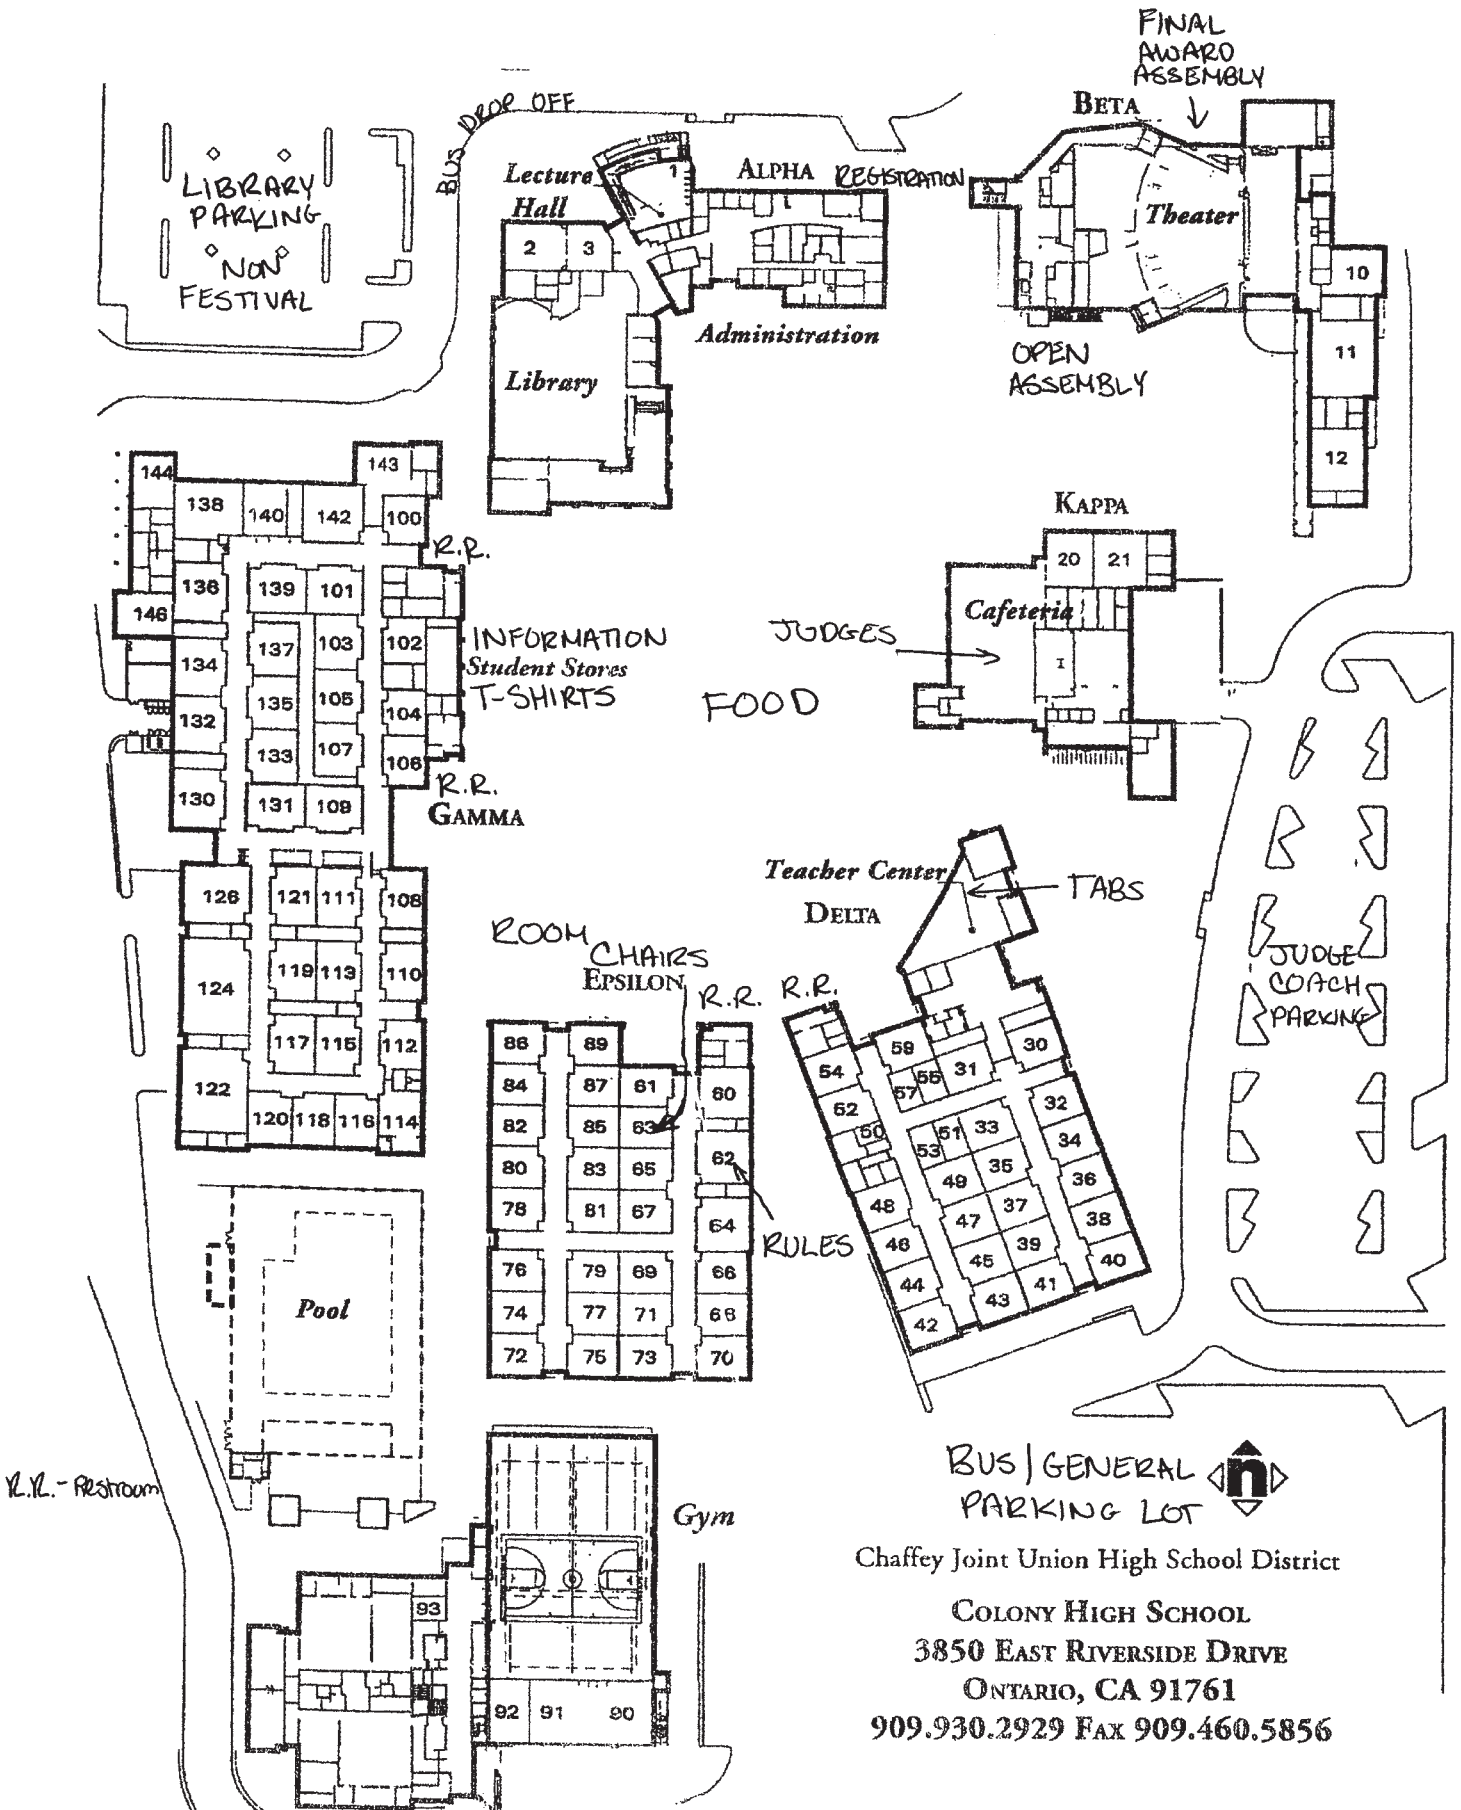 FINAL
AWARD
ASSEMBLY
BETA
BUS DROP OFF
LIBRARY
PARKING
NON
FESTIVAL
Lecture
Hall
1
ALPHA
REGISTRATION
2
3
Administration
Library
Theater
10
11
12
OPEN
ASSEMBLY
KAPPA
20
21
Cafeteria
JUDGES
1
FOOD
144
143
138
140
142
100
R.R.
136
139
101
146
103
102
137
134
INFORMATION
Student Stores
T-SHIRTS
135
105
104
132
133
107
106
R.R.
GAMMA
130
131
109
126
121
111
108
124
119
113
110
117
115
112
122
120
118
116
114
Teacher Center
DELTA
TABS
JUDGE
COACH
PARKING
ROOM
CHAIRS
EPSILON
R.R.
R.R.
86
89
84
87
61
60
82
85
63
80
83
65
62
78
81
67
64
RULES
76
79
69
66
74
77
71
68
72
75
73
70
59
30
54
57
55
31
52
50
53
51
33
32
34
49
35
36
48
47
37
38
46
45
39
40
44
43
41
42
Pool
R.R. - Restroom
Gym
93
92
91
90
BUS/GENERAL
PARKING LOT
n
Chaffey Joint Union High School District
COLONY HIGH SCHOOL
3850 EAST RIVERSIDE DRIVE
ONTARIO, CA 91761
909.930.2929 FAX 909.460.5856